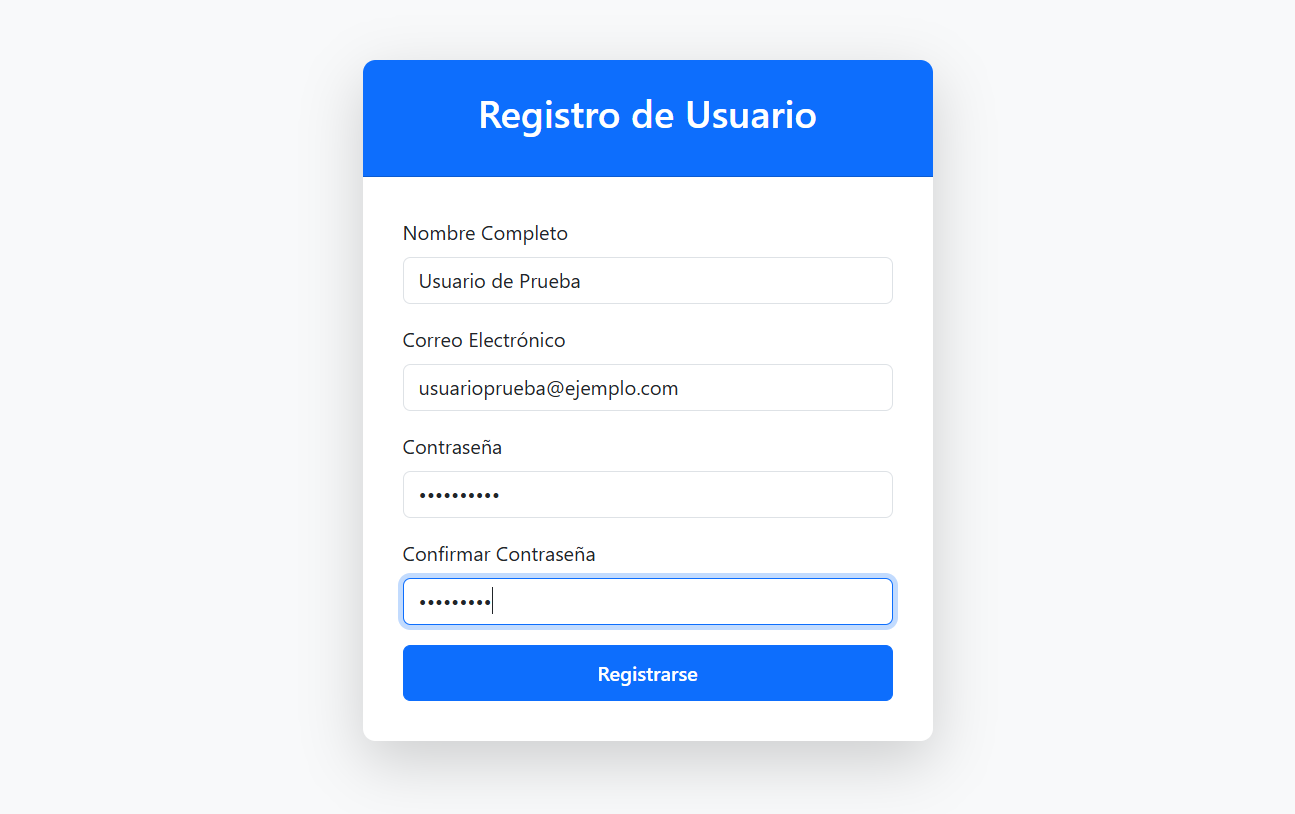 Registro de Usuario
Nombre Completo
Usuario de Prueba
Correo Electrónico
usuarioprueba@ejemplo.com
Contraseña
••••••••••
Confirmar Contraseña
•••••••••
Registrarse